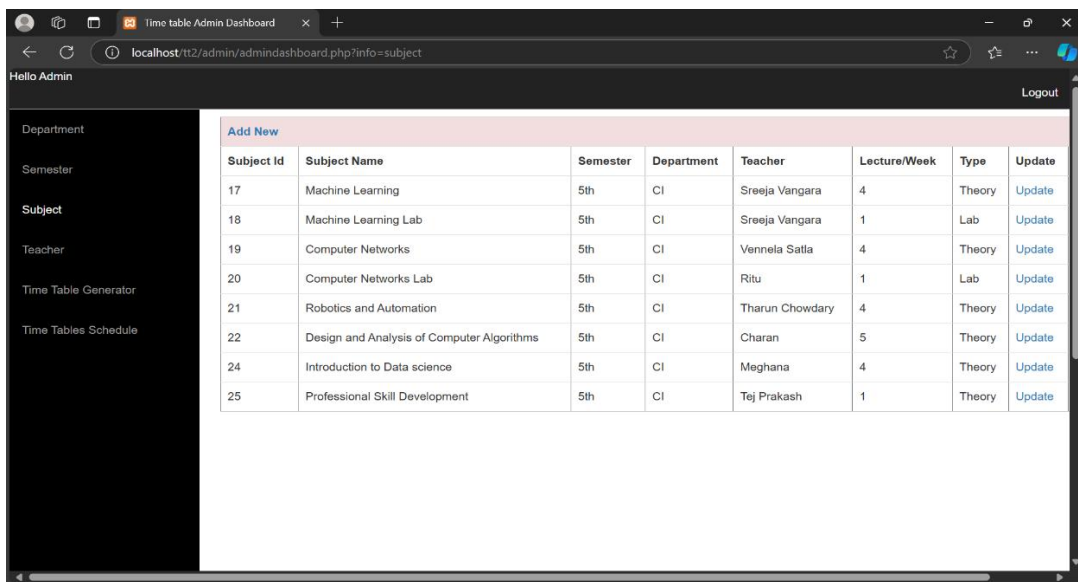 Time table Admin Dashboard
localhost/tt2/admin/admindashboard.php?info=subject
Hello Admin
Logout
Department
Semester
Subject
Teacher
Time Table Generator
Time Tables Schedule
Add New
Subject Id Subject Name Semester Department Teacher Lecture/Week Type Update
17 Machine Learning 5th CI Sreeja Vangara 4 Theory Update
18 Machine Learning Lab 5th CI Sreeja Vangara 1 Lab Update
19 Computer Networks 5th CI Vennela Satla 4 Theory Update
20 Computer Networks Lab 5th CI Ritu 1 Lab Update
21 Robotics and Automation 5th CI Tharun Chowdary 4 Theory Update
22 Design and Analysis of Computer Algorithms 5th CI Charan 5 Theory Update
24 Introduction to Data science 5th CI Meghana 4 Theory Update
25 Professional Skill Development 5th CI Tej Prakash 1 Theory Update